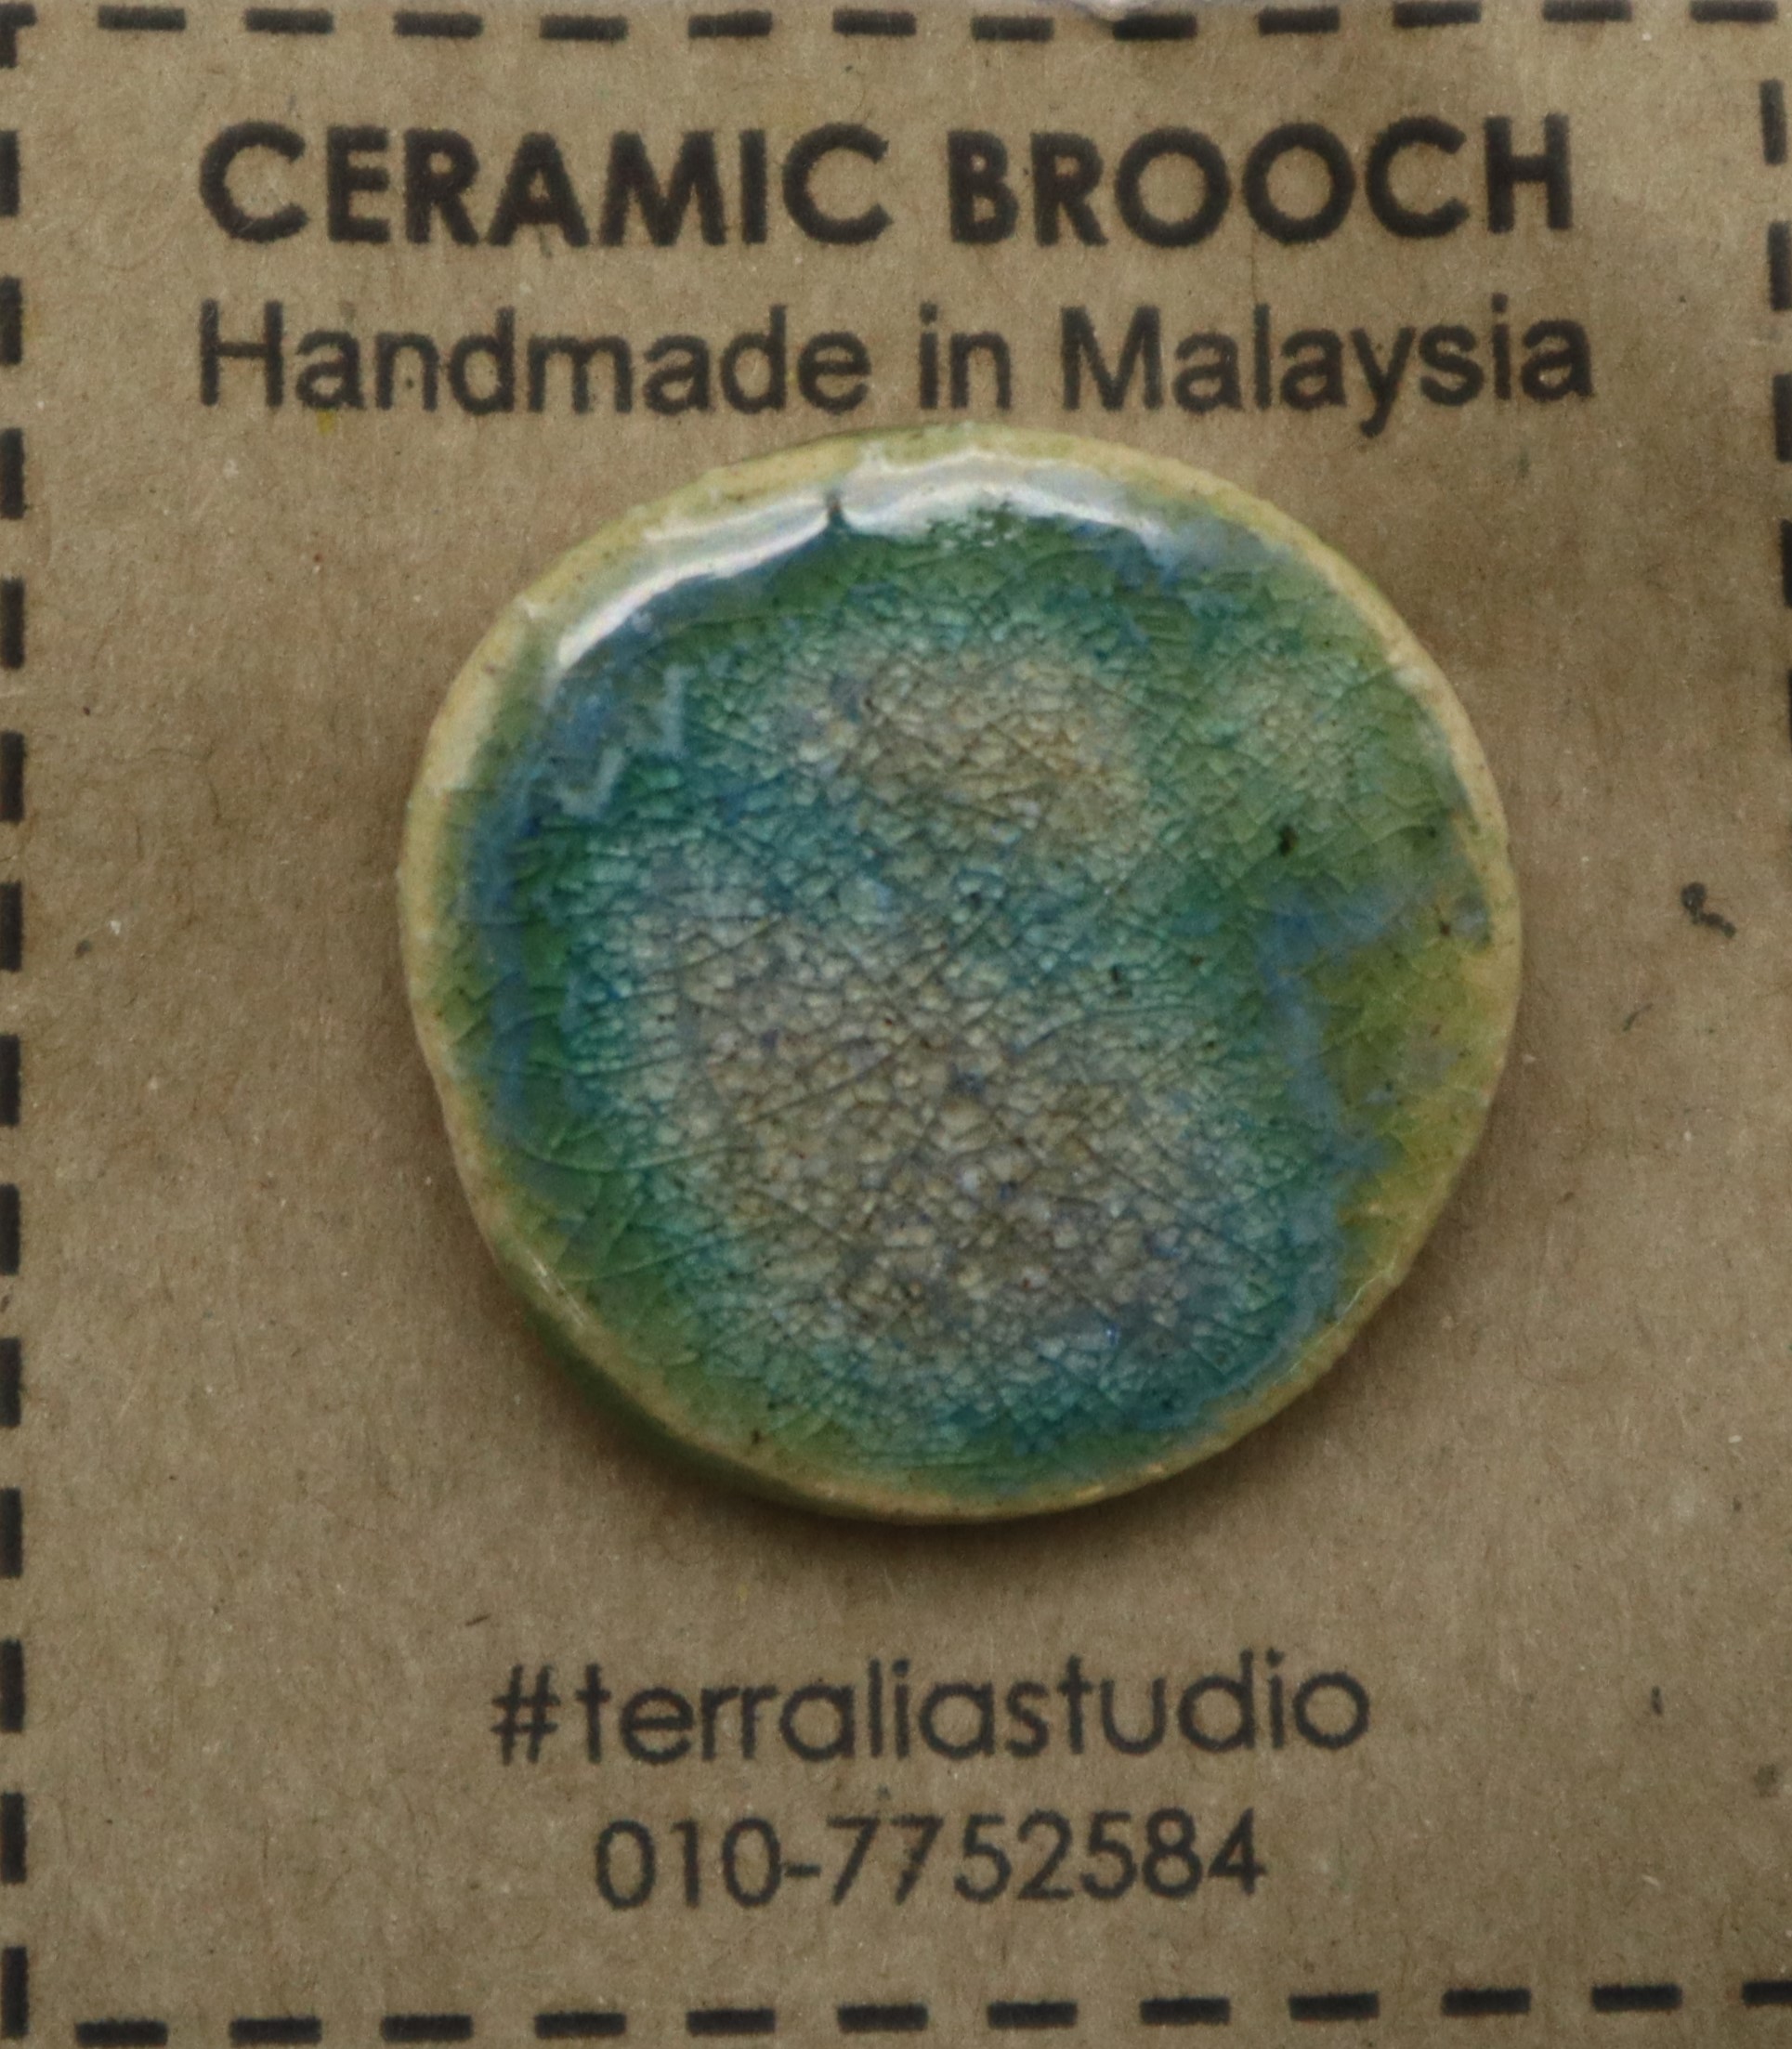 CERAMIC BROOCH
Handmade in Malaysia
#terraliastudio
010-7752584